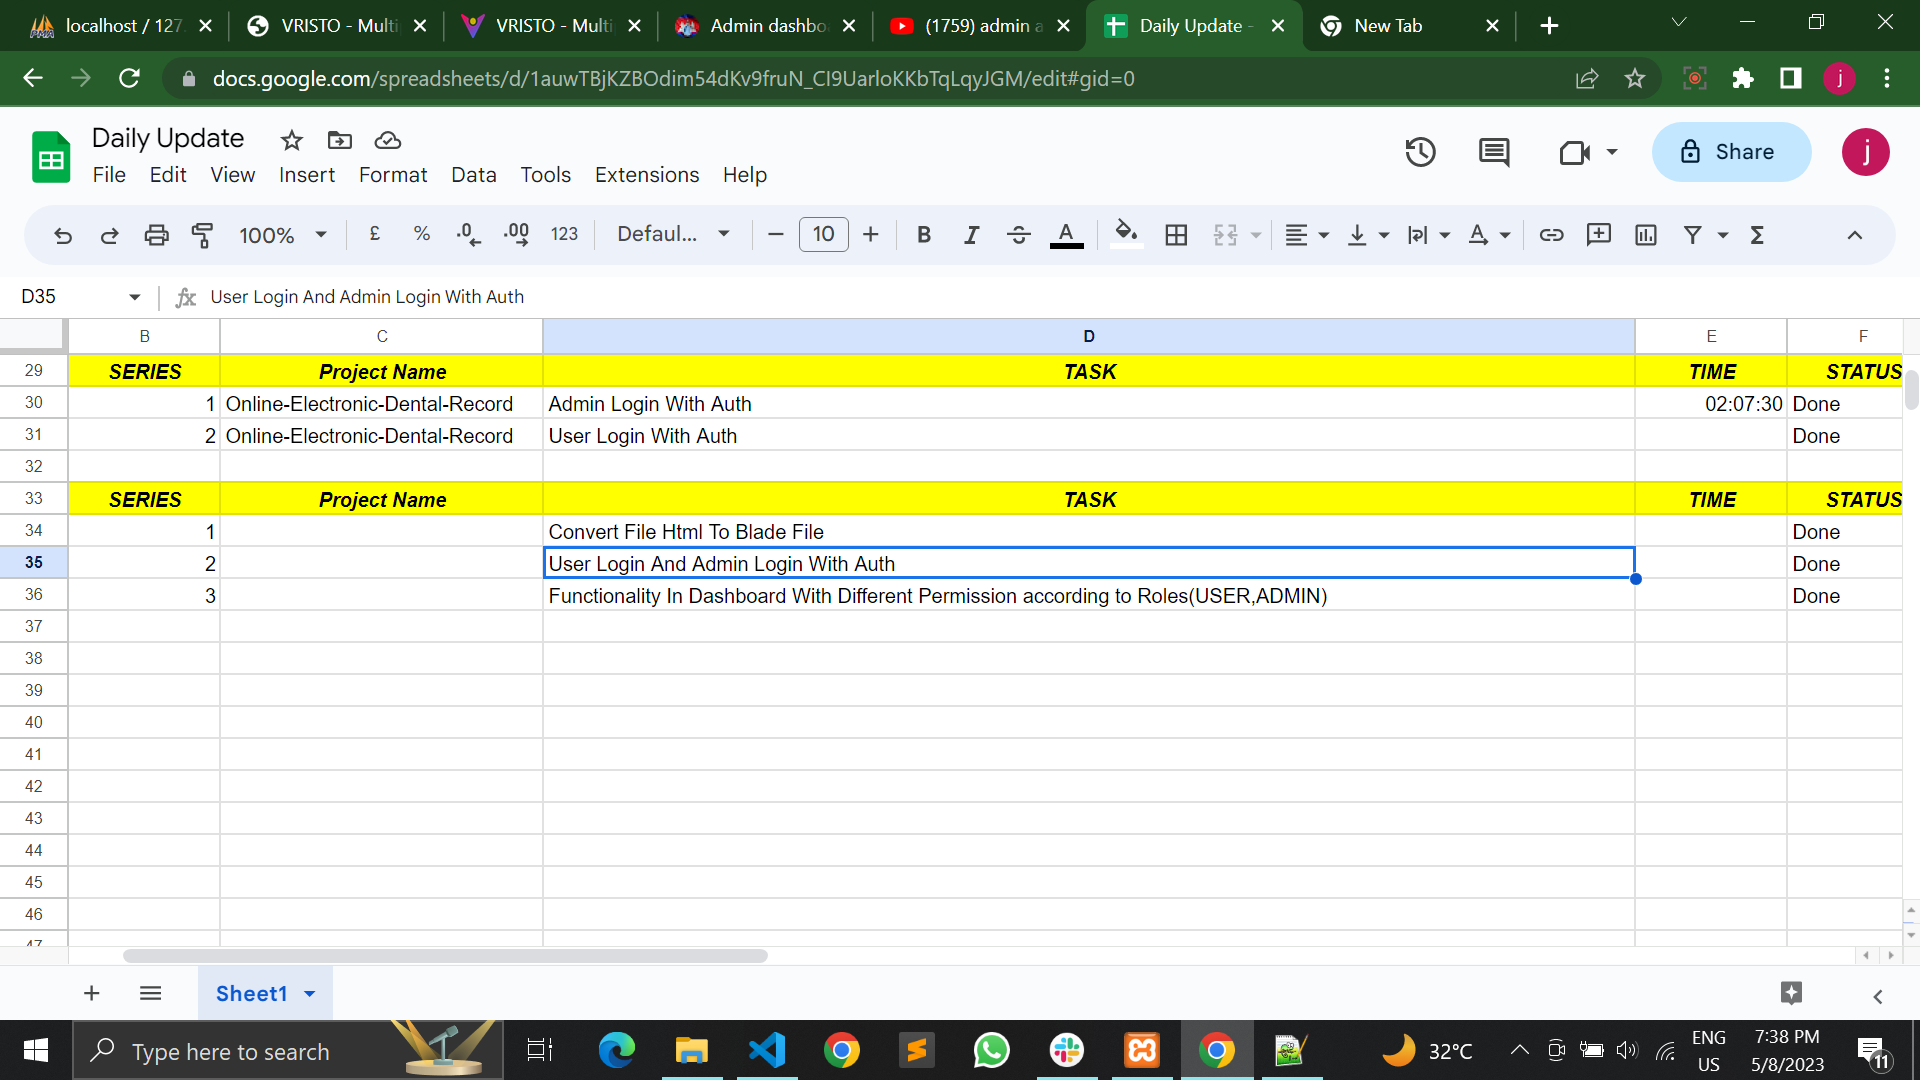 localhost / 127. VRISTO - Multi VRISTO - Multi Admin dashbo (1759) admin a Daily Update - New Tab
docs.google.com/spreadsheets/d/1auwTBjKZBOdim54dKv9fruN_CI9UarloKKbTqLqyJGM/edit#gid=0
Daily Update
File Edit View Insert Format Data Tools Extensions Help
Share
j
100% £ % .0 .00 123 Defaul... 10
D35 User Login And Admin Login With Auth
B C D E F
29 SERIES Project Name TASK TIME STATUS
30 1 Online-Electronic-Dental-Record Admin Login With Auth 02:07:30 Done
31 2 Online-Electronic-Dental-Record User Login With Auth Done
32
33 SERIES Project Name TASK TIME STATUS
34 1 Convert File Html To Blade File Done
35 2 User Login And Admin Login With Auth Done
36 3 Functionality In Dashboard With Different Permission according to Roles(USER,ADMIN) Done
37
38
39
40
41
42
43
44
45
46
47
Sheet1
Type here to search 32°C ENG US 7:38 PM 5/8/2023 11